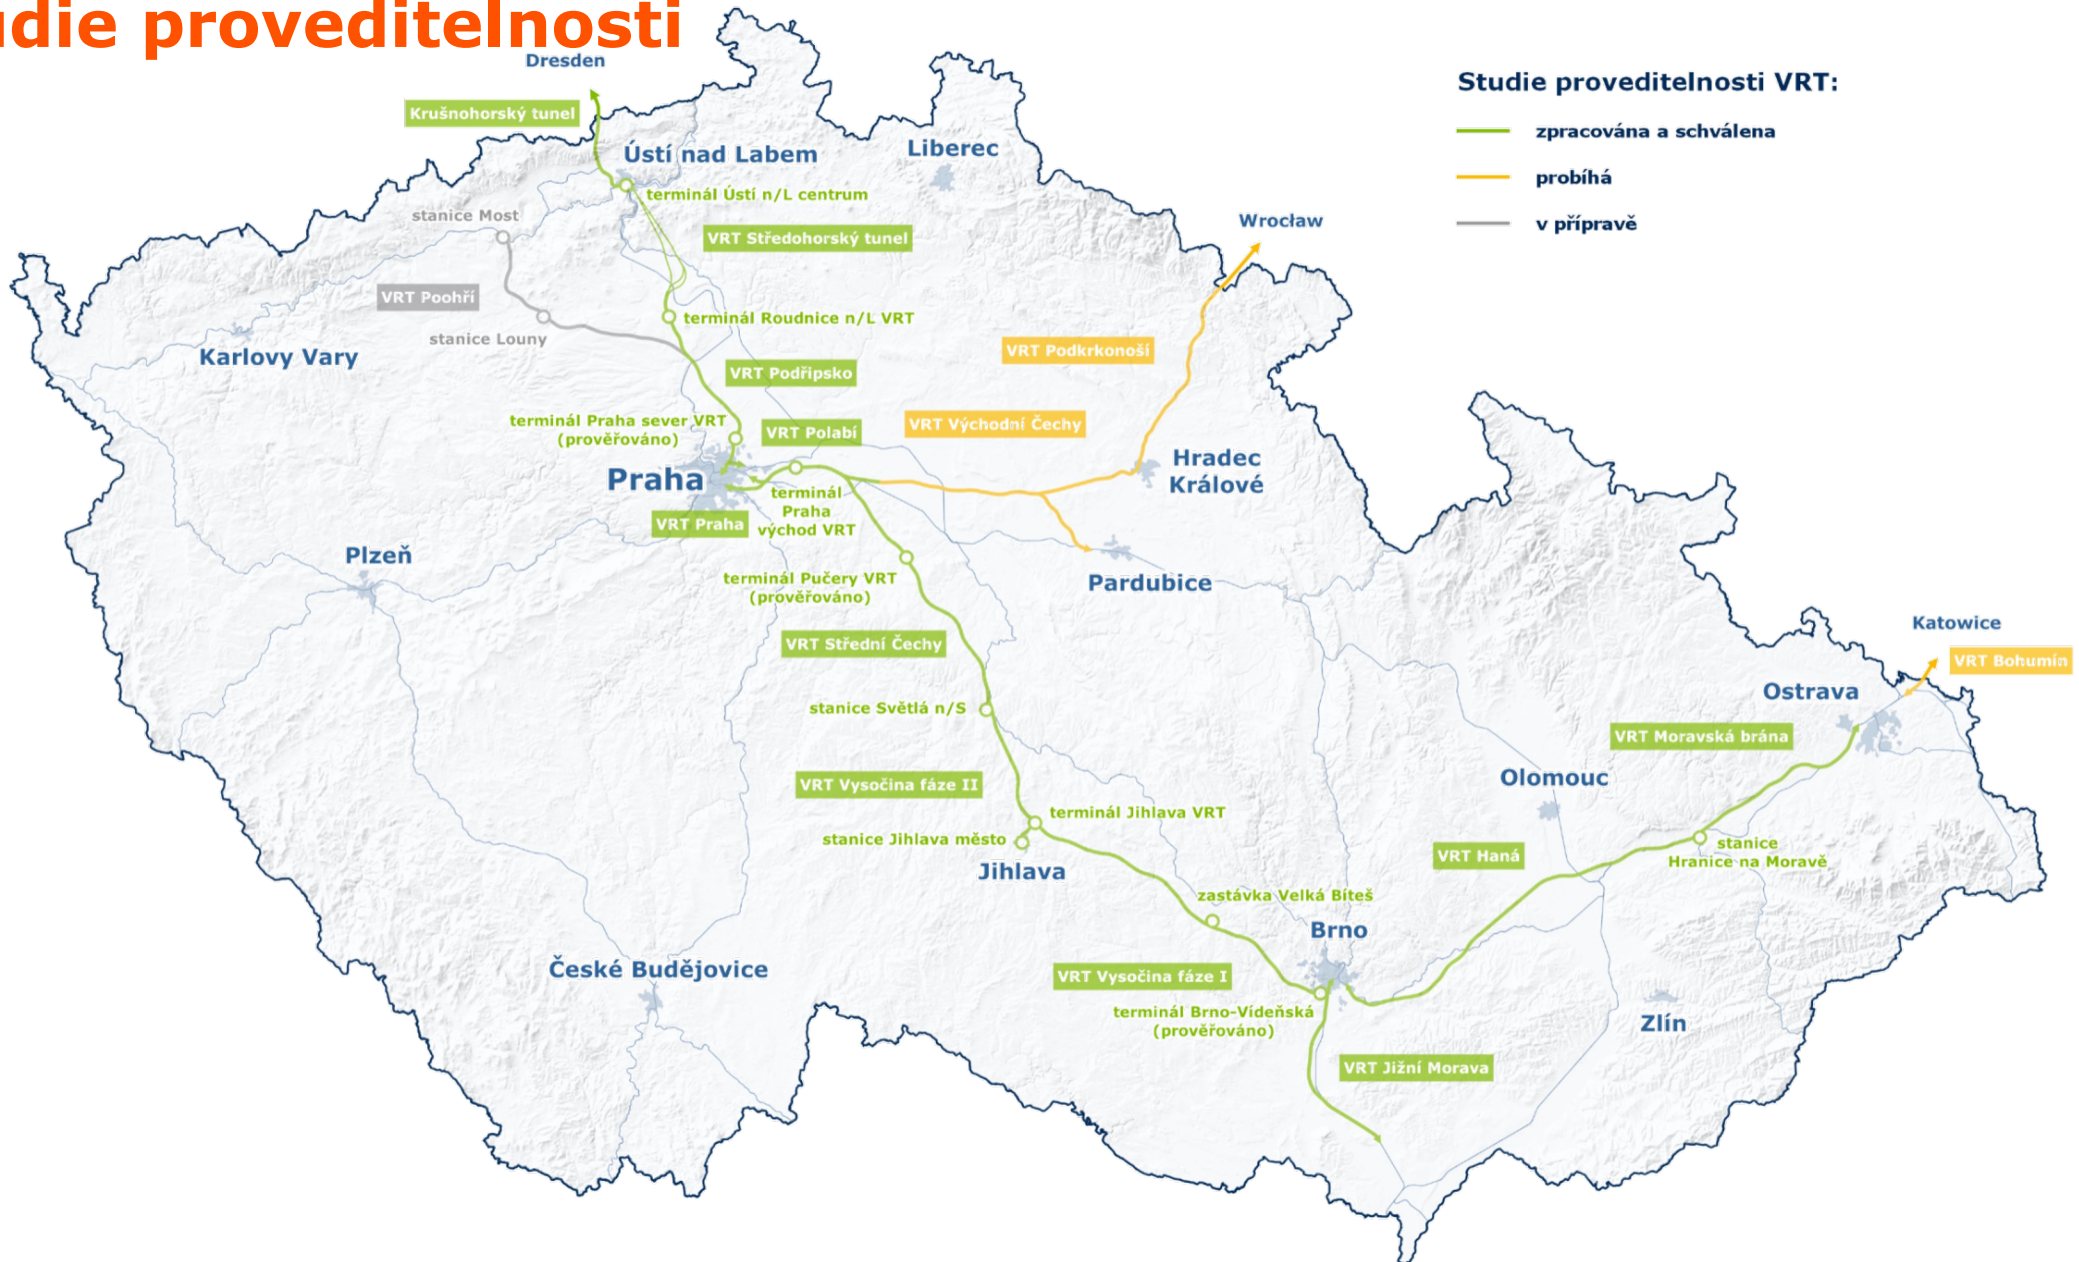 udie proveditelnosti
Dresden
Krušnohorský tunel
Ústí nad Labem
Liberec
Studie proveditelnosti VRT:
zpracována a schválena
probíhá
v přípravě
terminál Ústí n/L centrum
stanice Most
VRT Středohorský tunel
Wrocław
VRT Poohří
terminál Roudnice n/L VRT
stanice Louny
Karlovy Vary
VRT Podkrkonoší
VRT Podřipsko
terminál Praha sever VRT
(prověřováno)
VRT Polabí
VRT Východní Čechy
Praha
Hradec
Králové
terminál
Praha
východ VRT
VRT Praha
Plzeň
terminál Pučery VRT
(prověřováno)
Pardubice
VRT Střední Čechy
Katowice
VRT Bohumín
Ostrava
stanice Světlá n/S
VRT Moravská brána
Olomouc
VRT Vysočina fáze II
terminál Jihlava VRT
stanice Jihlava město
Jihlava
VRT Haná
stanice
Hranice na Moravě
zastávka Velká Bíteš
Brno
České Budějovice
VRT Vysočina fáze I
terminál Brno-Vídeňská
(prověřováno)
Zlín
VRT Jižní Morava